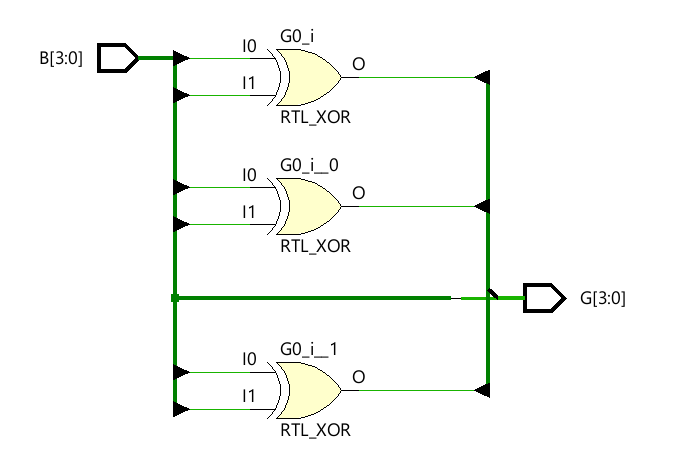 G0_i
B[3:0]
I0
O
I1
RTL_XOR
G0_i__0
I0
O
I1
RTL_XOR
G[3:0]
G0_i__1
I0
O
I1
RTL_XOR